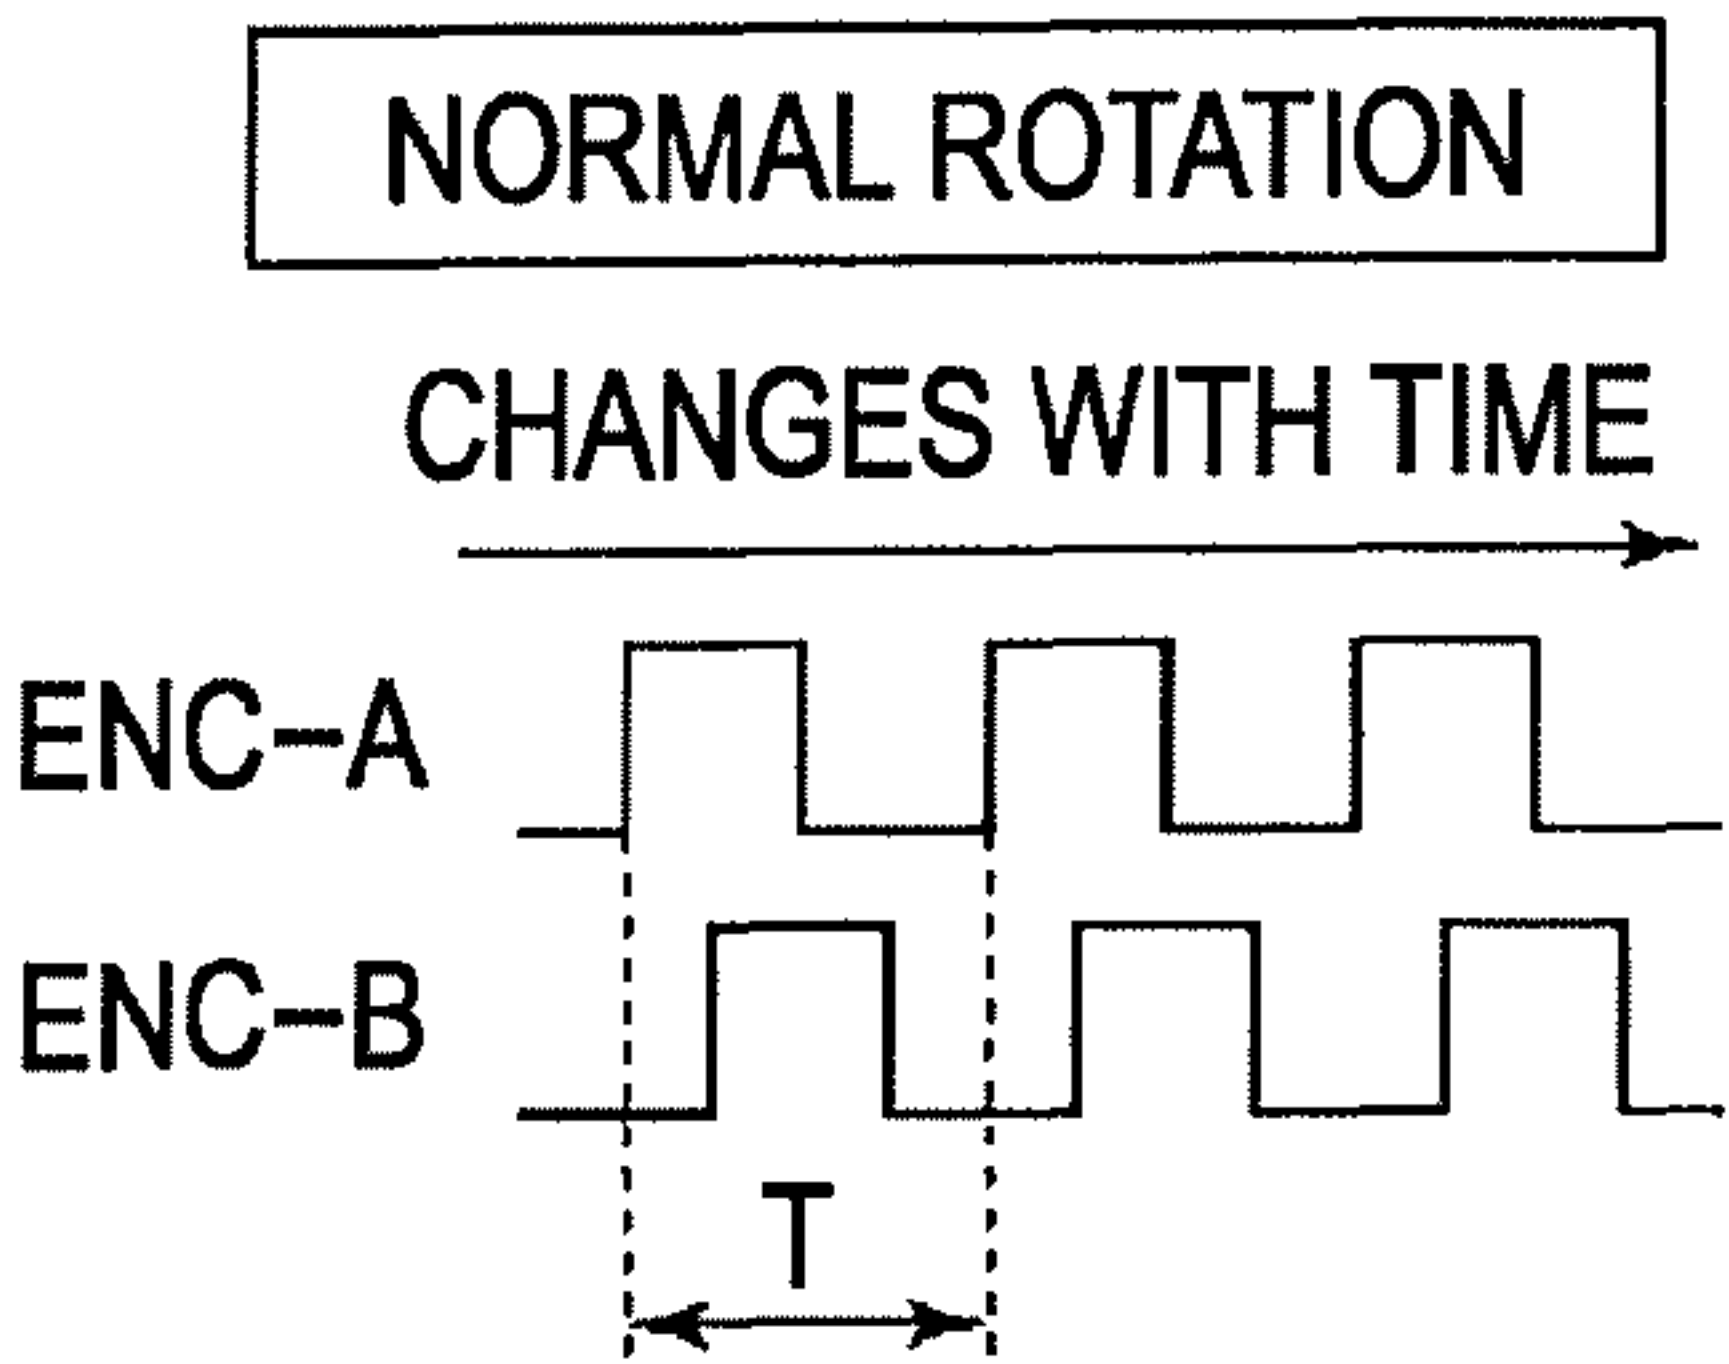 NORMAL ROTATION
CHANGES WITH TIME
ENC-A
ENC-B
T